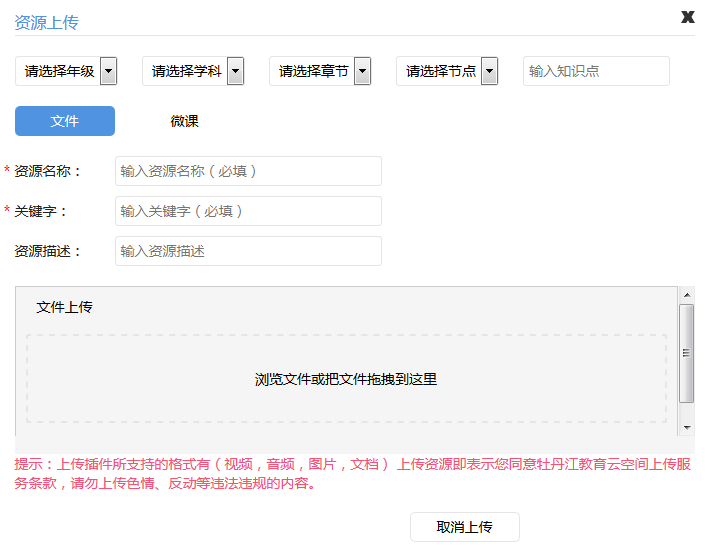 资源上传
请选择年级 请选择学科 请选择章节 请选择节点 输入知识点
文件 微课
* 资源名称： 输入资源名称（必填）
* 关键字： 输入关键字（必填）
资源描述： 输入资源描述
文件上传
浏览文件或把文件拖拽到这里
提示：上传插件所支持的格式有（视频，音频，图片，文档） 上传资源即表示您同意牡丹江教育云空间上传服
务条款，请勿上传色情、反动等违法违规的内容。
取消上传